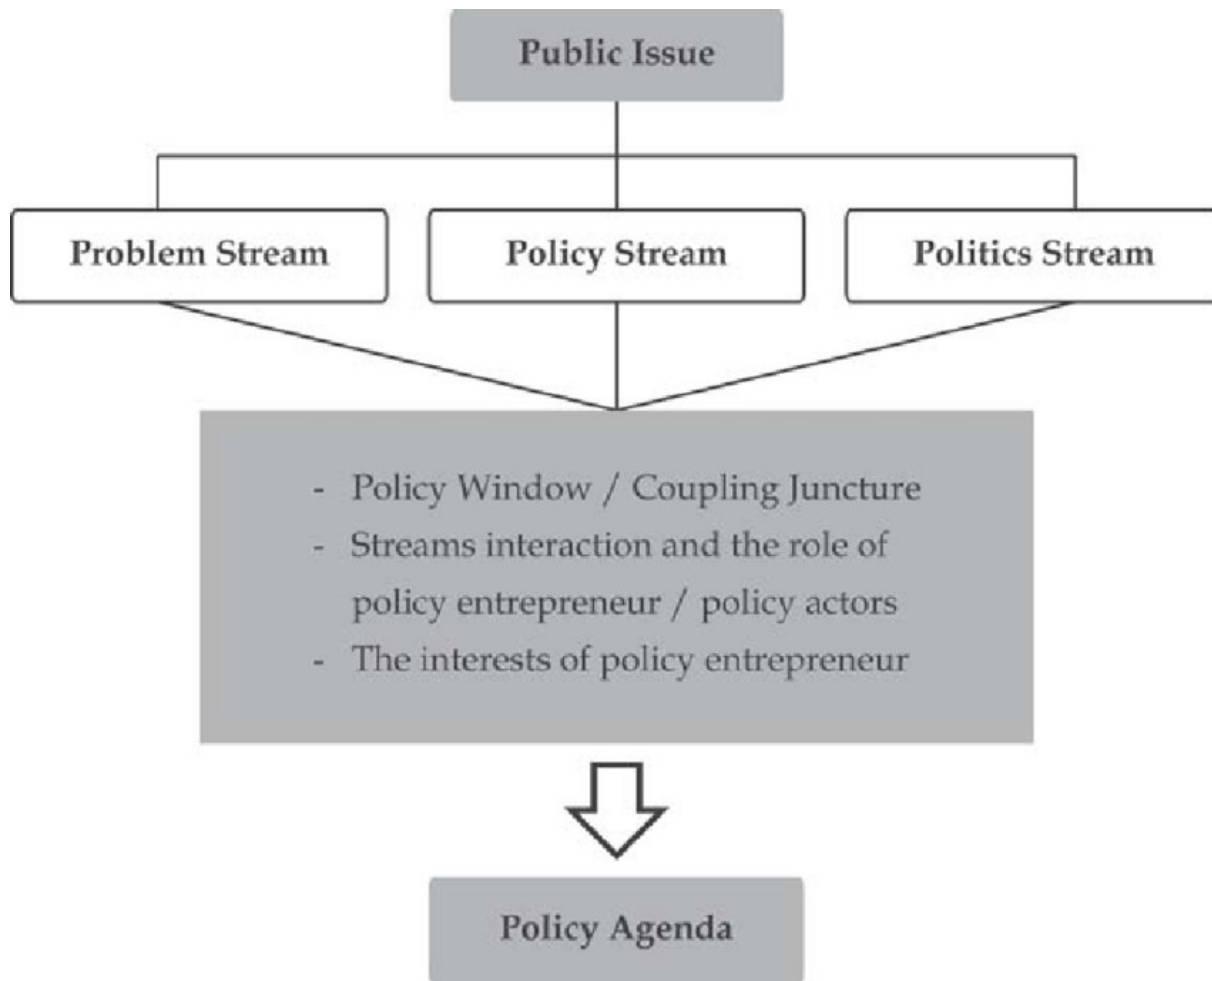 Public Issue
Problem Stream
Policy Stream
Politics Stream
- Policy Window / Coupling Juncture
- Streams interaction and the role of
policy entrepreneur / policy actors
- The interests of policy entrepreneur
Policy Agenda